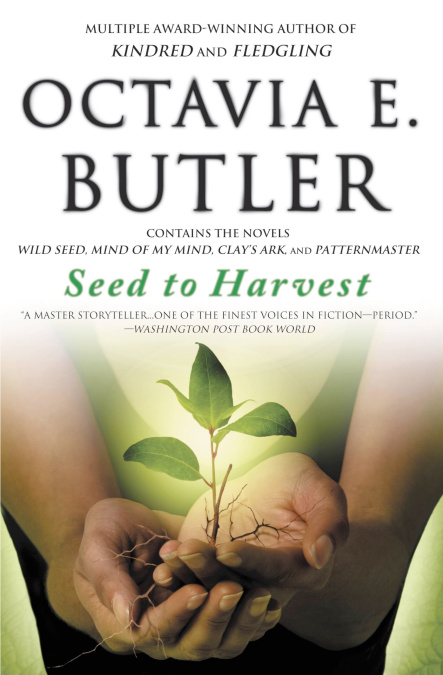 MULTIPLE AWARD-WINNING AUTHOR OF
KINDRED AND FLEDGLING
OCTAVIA E.
BUTLER
CONTAINS THE NOVELS
WILD SEED, MIND OF MY MIND, CLAY'S ARK, AND PATTERNMASTER
Seed to Harvest
“A MASTER STORYTELLER...ONE OF THE FINEST VOICES IN FICTION—PERIOD.”
—WASHINGTON POST BOOK WORLD